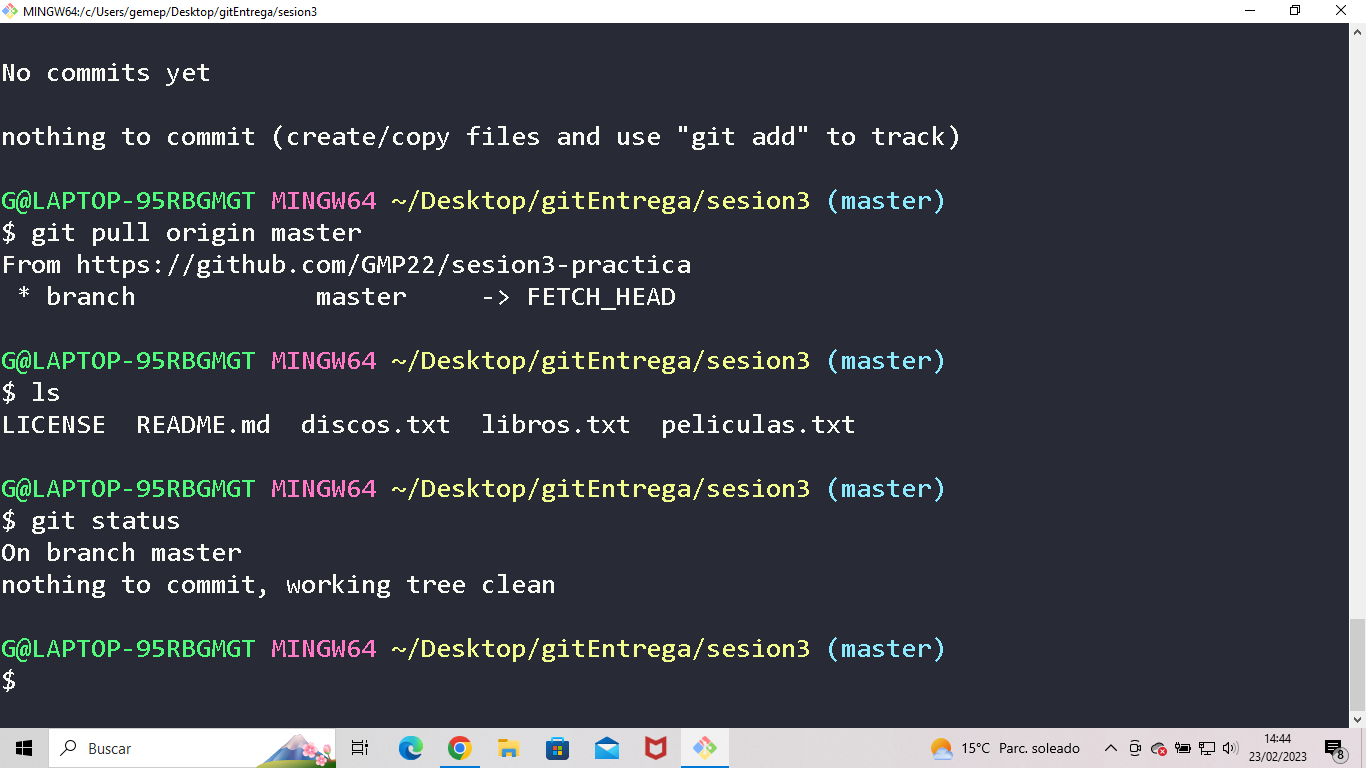 MINGW64:/c/Users/gemep/Desktop/gitEntrega/sesion3
No commits yet
nothing to commit (create/copy files and use "git add" to track)
G@LAPTOP-95RBGMGT MINGW64 ~/Desktop/gitEntrega/sesion3 (master)
$ git pull origin master
From https://github.com/GMP22/sesion3-practica
 * branch            master     -> FETCH_HEAD
G@LAPTOP-95RBGMGT MINGW64 ~/Desktop/gitEntrega/sesion3 (master)
$ ls
LICENSE  README.md  discos.txt  libros.txt  peliculas.txt
G@LAPTOP-95RBGMGT MINGW64 ~/Desktop/gitEntrega/sesion3 (master)
$ git status
On branch master
nothing to commit, working tree clean
G@LAPTOP-95RBGMGT MINGW64 ~/Desktop/gitEntrega/sesion3 (master)
$
Buscar
15°C Parc. soleado
14:44
23/02/2023
8